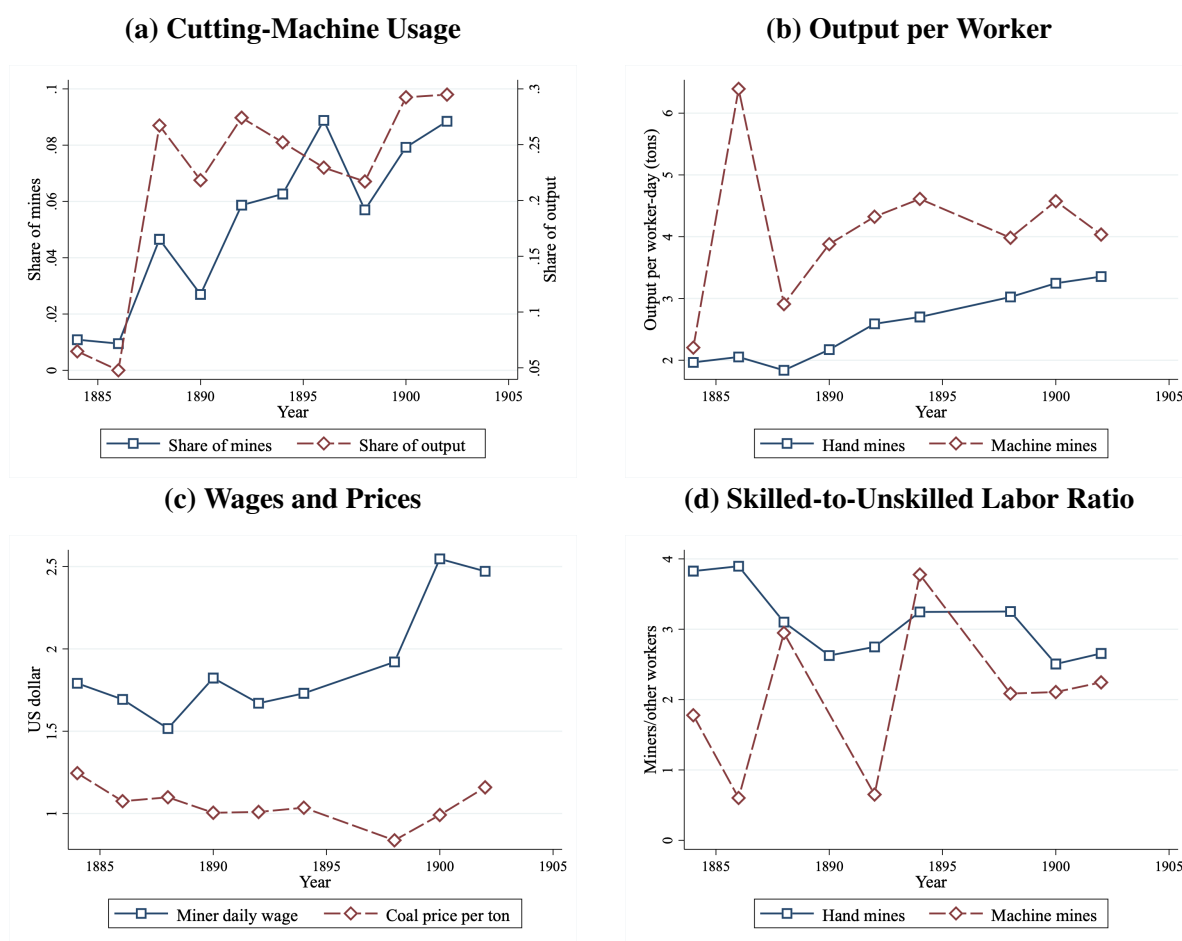 (a) Cutting-Machine Usage
Share of mines
.1
.08
.06
.04
.02
0
.3
.25
.2
.15
.1
.05
Share of output
1885 1890 1895 1900 1905
Year
Share of mines Share of output
(b) Output per Worker
Output per worker-day (tons)
6
5
4
3
2
1885 1890 1895 1900 1905
Year
Hand mines Machine mines
(c) Wages and Prices
US dollar
2.5
2
1.5
1
1885 1890 1895 1900 1905
Year
Miner daily wage Coal price per ton
(d) Skilled-to-Unskilled Labor Ratio
Miners/other workers
4
3
2
1
0
1885 1890 1895 1900 1905
Year
Hand mines Machine mines